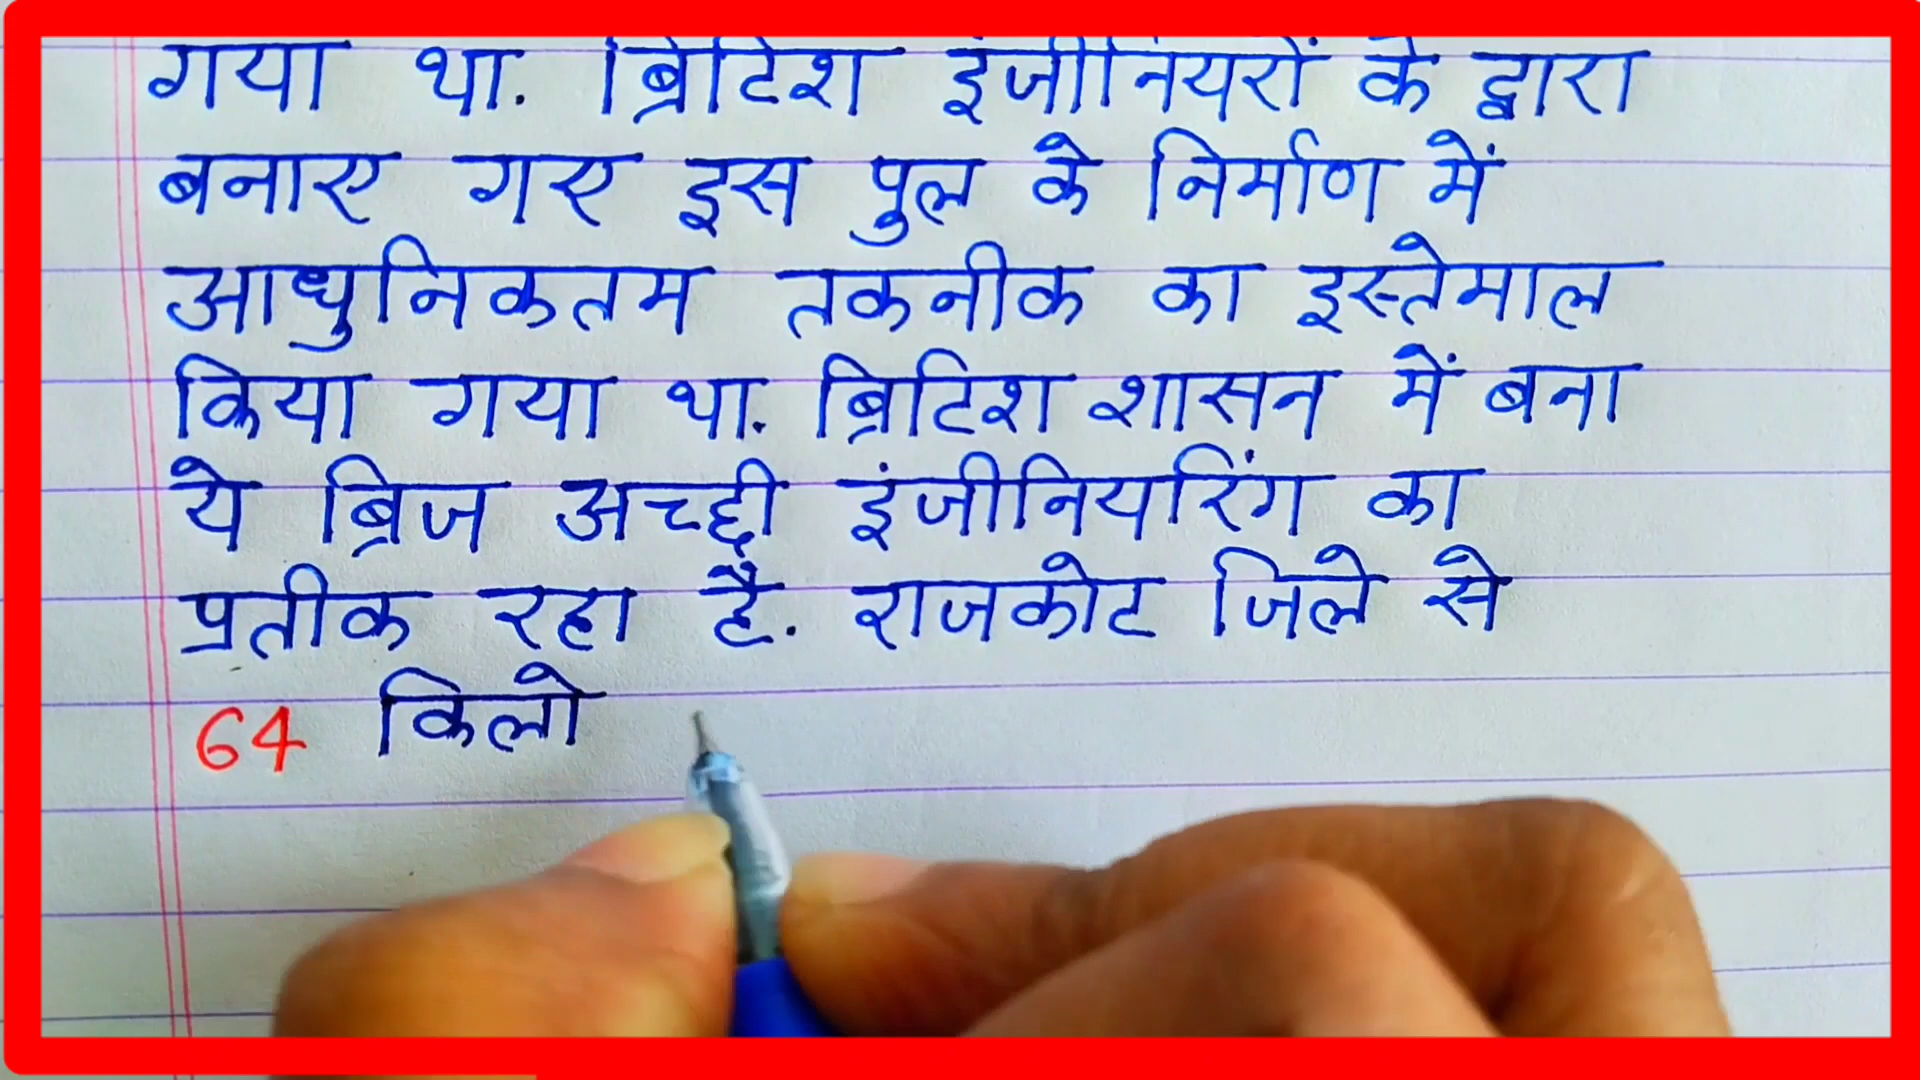 गया था. ब्रिटिश इंजीनियरों के द्वारा
बनाए गए इस पुल के निर्माण में
आधुनिकतम तकनीक का इस्तेमाल
किया गया था. ब्रिटिश शासन में बना
ये ब्रिज अच्छी इंजीनियरिंग का
प्रतीक रहा है. राजकोट जिले से
64 किलो